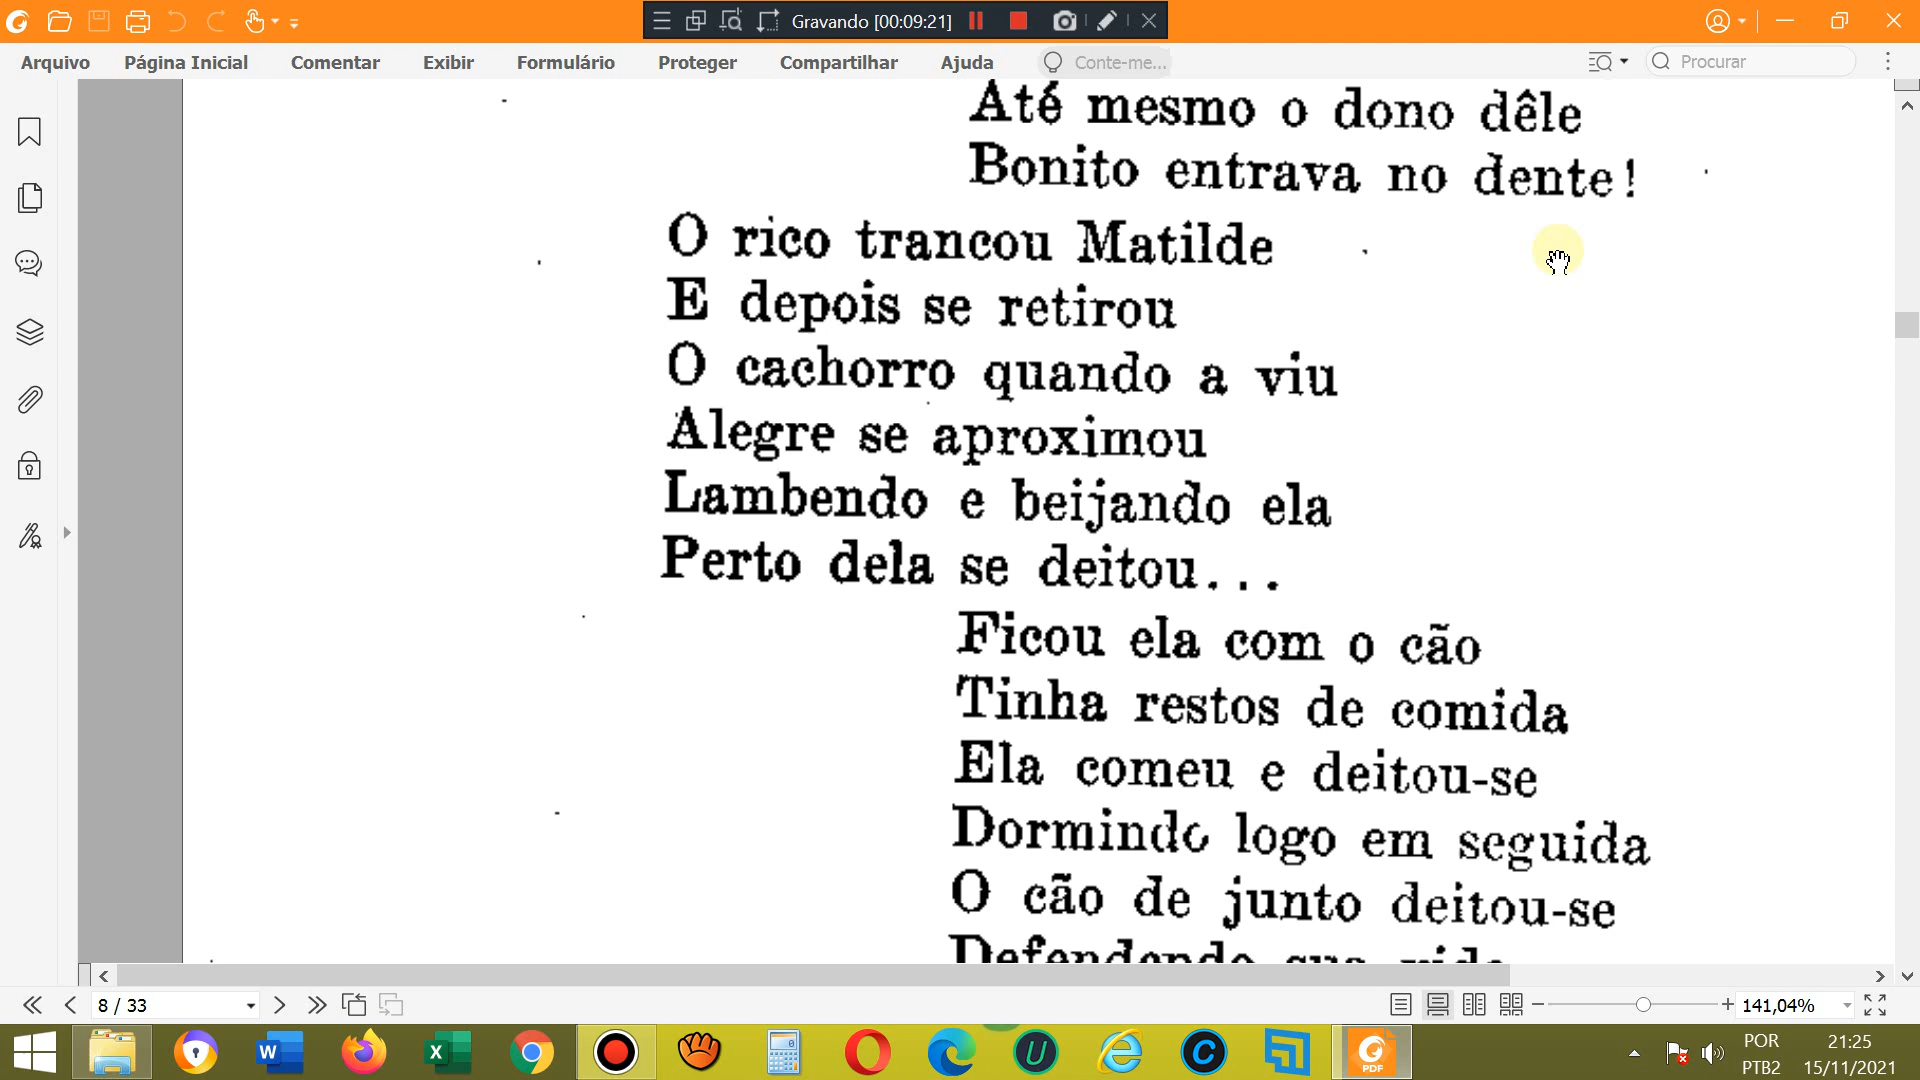 Gravando [00:09:21]
Arquivo Página Inicial Comentar Exibir Formulário Proteger Compartilhar Ajuda Conte-me... Procurar
Até mesmo o dono dêle
Bonito entrava no dente!
O rico trancou Matilde
E depois se retirou
O cachorro quando a viu
Alegre se aproximou
Lambendo e beijando ela
Perto dela se deitou...
Ficou ela com o cão
Tinha restos de comida
Ela comeu e deitou-se
Dormindo logo em seguida
O cão de junto deitou-se
Defendendo sua vida
8 / 33
141,04%
POR 21:25
PTB2 15/11/2021